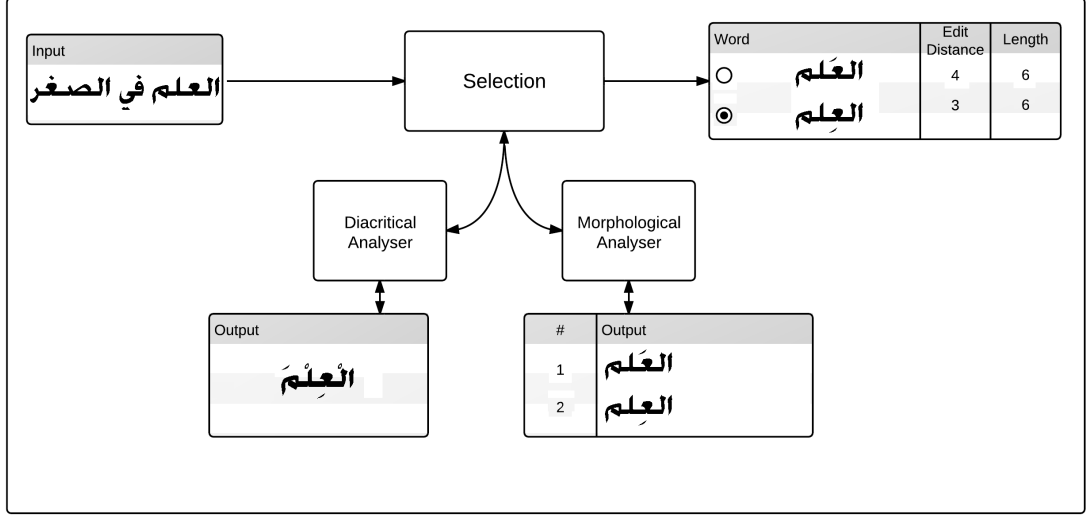 Input
العلم في الصغر
Selection
Word Edit Distance Length
العَلم 4 6
العِلم 3 6
Diacritical
Analyser
Morphological
Analyser
Output
الْعِلْمَ
# Output
1 العَلم
2 العِلم